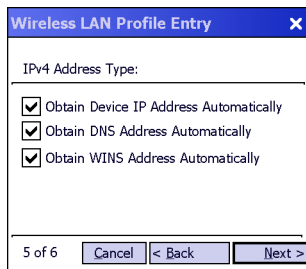 Wireless LAN Profile Entry
IPv4 Address Type:
Obtain Device IP Address Automatically
Obtain DNS Address Automatically
Obtain WINS Address Automatically
5 of 6 Cancel < Back Next >